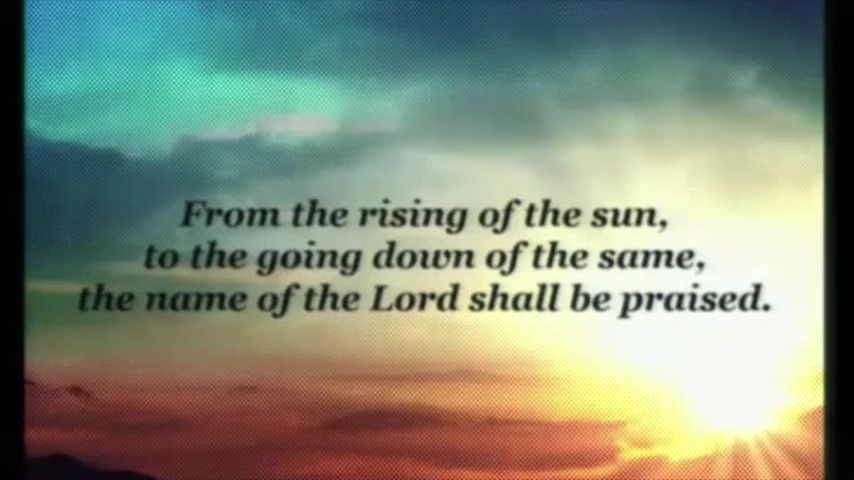 From the rising of the sun,
to the going down of the same,
the name of the Lord shall be praised.